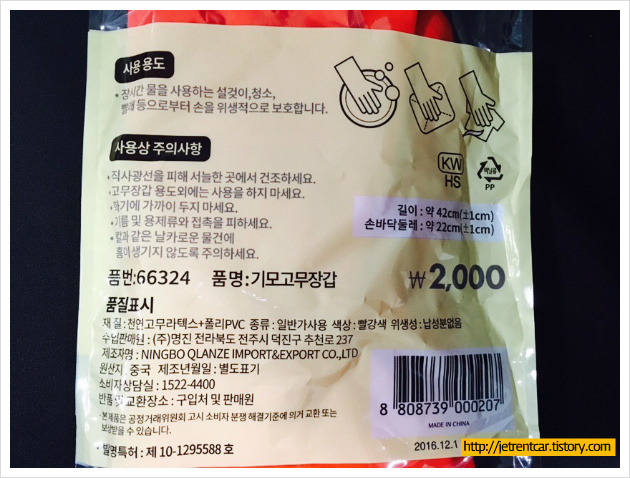 사용용도
• 장시간 물을 사용하는 설겆이,청소,
빨래 등으로부터 손을 위생적으로 보호합니다.
사용상 주의사항
• 직사광선을 피해 서늘한 곳에서 건조하세요.
• 고무장갑 용도외에는 사용을 하지 마세요.
• 화기에 가까이 두지 마세요.
• 기름 및 용제류와 접촉을 피하세요.
• 칼과 같은 날카로운 물건에
흠이 생기지 않도록 주의하세요.
KW
HS
비닐류
PP
길이 : 약 42cm(±1cm)
손바닥둘레 : 약 22cm(±1cm)
품번:66324 품명:기모고무장갑
₩2,000
품질표시
재 질 : 천연고무라텍스+폴리PVC 종류 : 일반가사용 색상 : 빨강색 위생성 : 납성분없음
수입판매원 : (주)명진 전라북도 전주시 덕진구 추천로 237
제조자명 : NINGBO QLANZE IMPORT&EXPORT CO.,LTD
원산지 : 중국 제조년월일 : 별도표기
소비자상담실 : 1522-4400
반품 및 교환장소 : 구입처 및 판매원
• 본제품은 공정거래위원회 고시 소비자 분쟁 해결기준에 의거 교환 또는
보상받을 수 있습니다.
• 발명특허 : 제 10-1295588 호
8 808739 000207
MADE IN CHINA
2016.12.1
http://jetrentcar.tistory.com